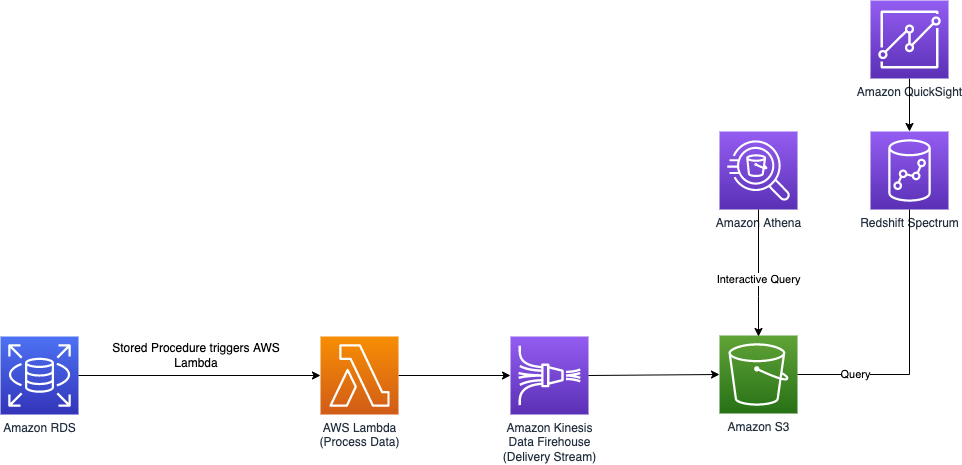 Amazon QuickSight
Amazon Athena
Redshift Spectrum
Interactive Query
Stored Procedure triggers AWS
Lambda
Query
Amazon RDS
AWS Lambda
(Process Data)
Amazon Kinesis
Data Firehouse
(Delivery Stream)
Amazon S3